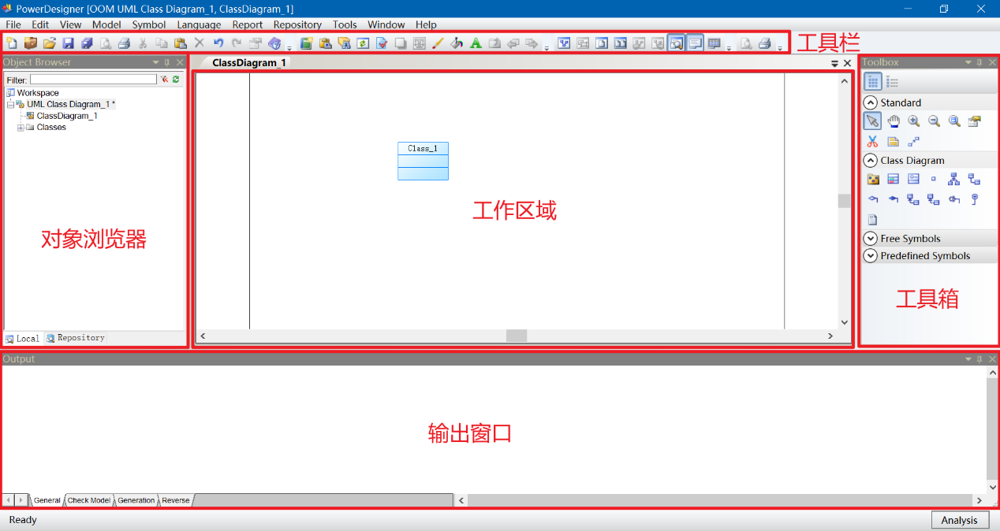 PowerDesigner [OOM UML Class Diagram_1, ClassDiagram_1]
File Edit View Model Symbol Language Report Repository Tools Window Help
工具栏
Object Browser
Filter:
Workspace
UML Class Diagram_1 *
ClassDiagram_1
Classes
对象浏览器
Local Repository
ClassDiagram_1
Class_1
工作区域
Toolbox
Standard
Class Diagram
Free Symbols
Predefined Symbols
工具箱
Output
输出窗口
General Check Model Generation Reverse
Ready
Analysis